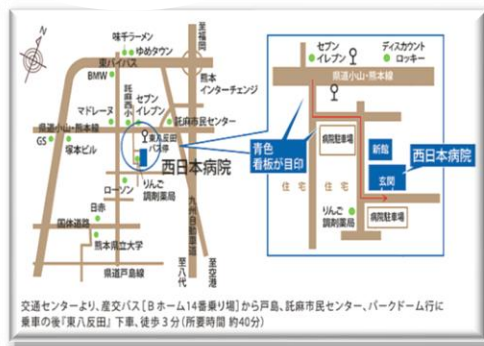 N
味千ラーメン
ゆめタウン
至福岡
東バイパス
BMW
熊本
インターチェンジ
託麻西小
セブン
イレブン
マドレーヌ
託麻市民センター
県道小山・熊本線
GS
塚本ビル
東八反田
バス停
西日本病院
ローソン
りんご
調剤薬局
日赤
国体道路
熊本県立大学
九州自動車道
県道戸島線
至八代
至空港
セブン
イレブン
ディスカウント
ロッキー
県道小山・熊本線
青色
看板が目印
病院駐車場
新館
西日本病院
玄関
住宅
住宅
りんご
調剤薬局
病院駐車場
交通センターより、産交バス[Bホーム14番乗り場]から戸島、託麻市民センター、パークドーム行に
乗車の後『東八反田』下車、徒歩3分(所要時間 約40分)